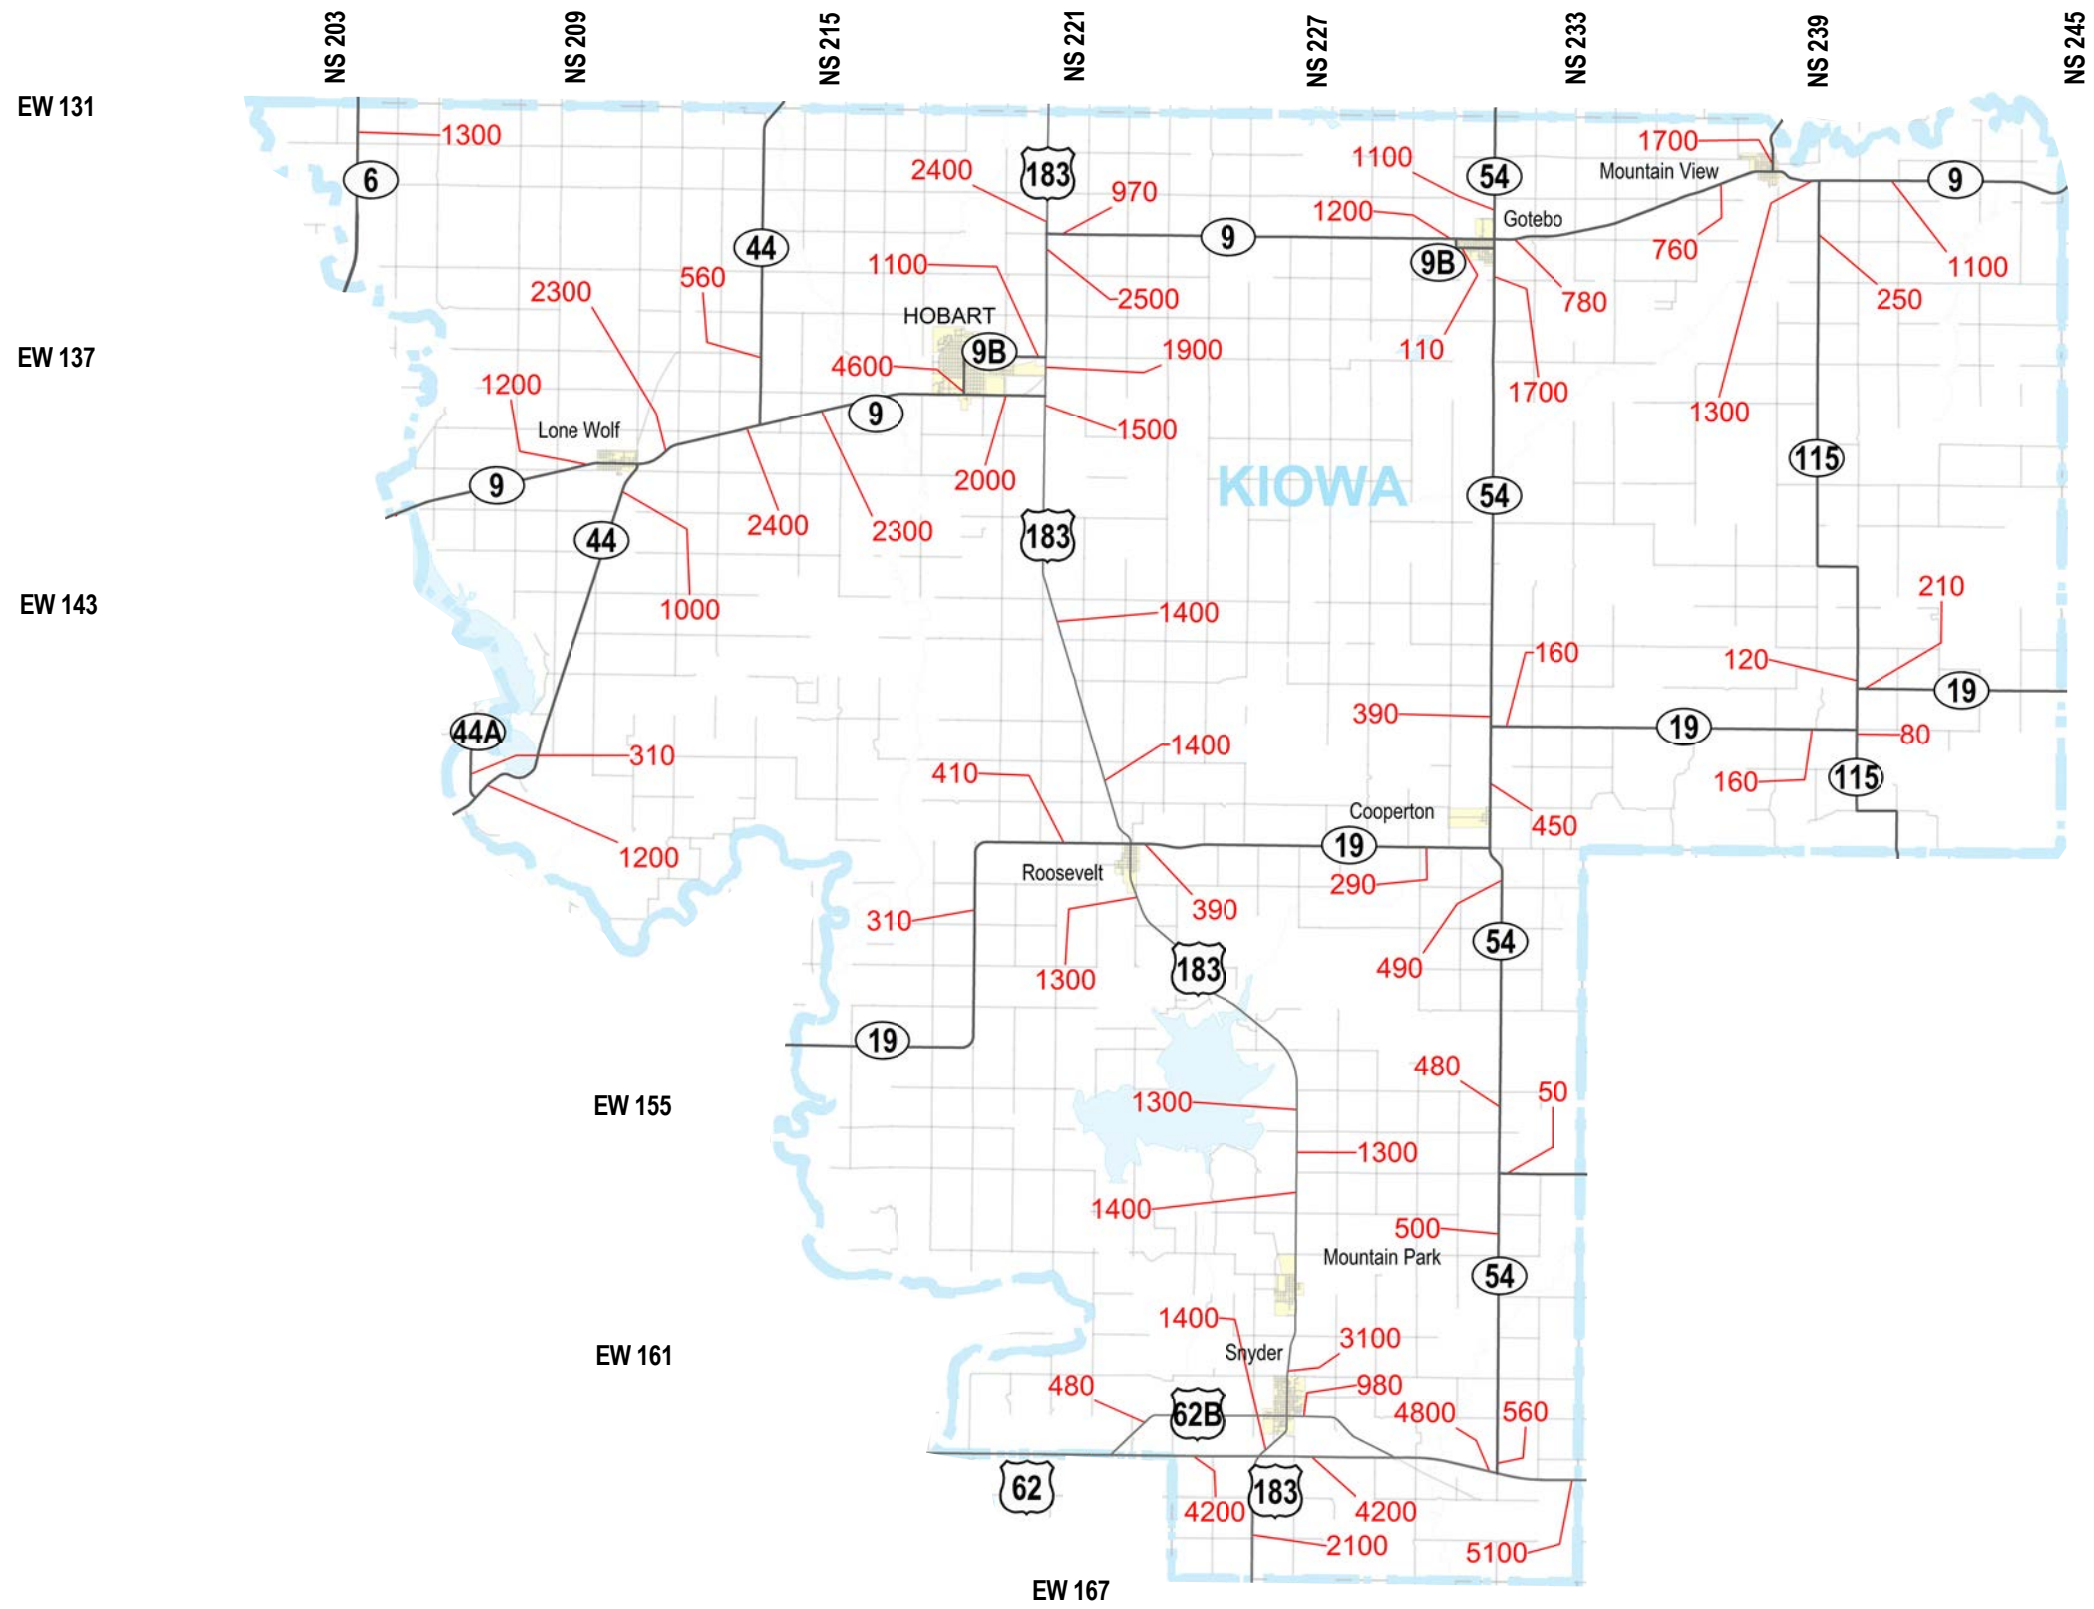 NS 203
NS 209
NS 215
NS 221
NS 227
NS 233
NS 239
NS 245
EW 131
1300
1700
6
183
2400
970
1100
54
Mountain View
9
1200
Gotebo
44
9
9B
760
1100
560
1100
2300
2500
780
250
HOBART
EW 137
9B
1900
110
4600
1200
1700
1300
9
Lone Wolf
1500
115
9
2000
KIOWA
54
2400
2300
183
44
210
EW 143
1000
1400
160
120
19
390
19
44A
80
310
1400
410
160
115
Cooperton
450
1200
19
Roosevelt
290
310
390
54
490
1300
183
19
480
50
EW 155
1300
1300
1400
500
Mountain Park
54
1400
3100
EW 161
Snyder
480
980
62B
4800
560
62
183
4200
4200
2100
5100
EW 167